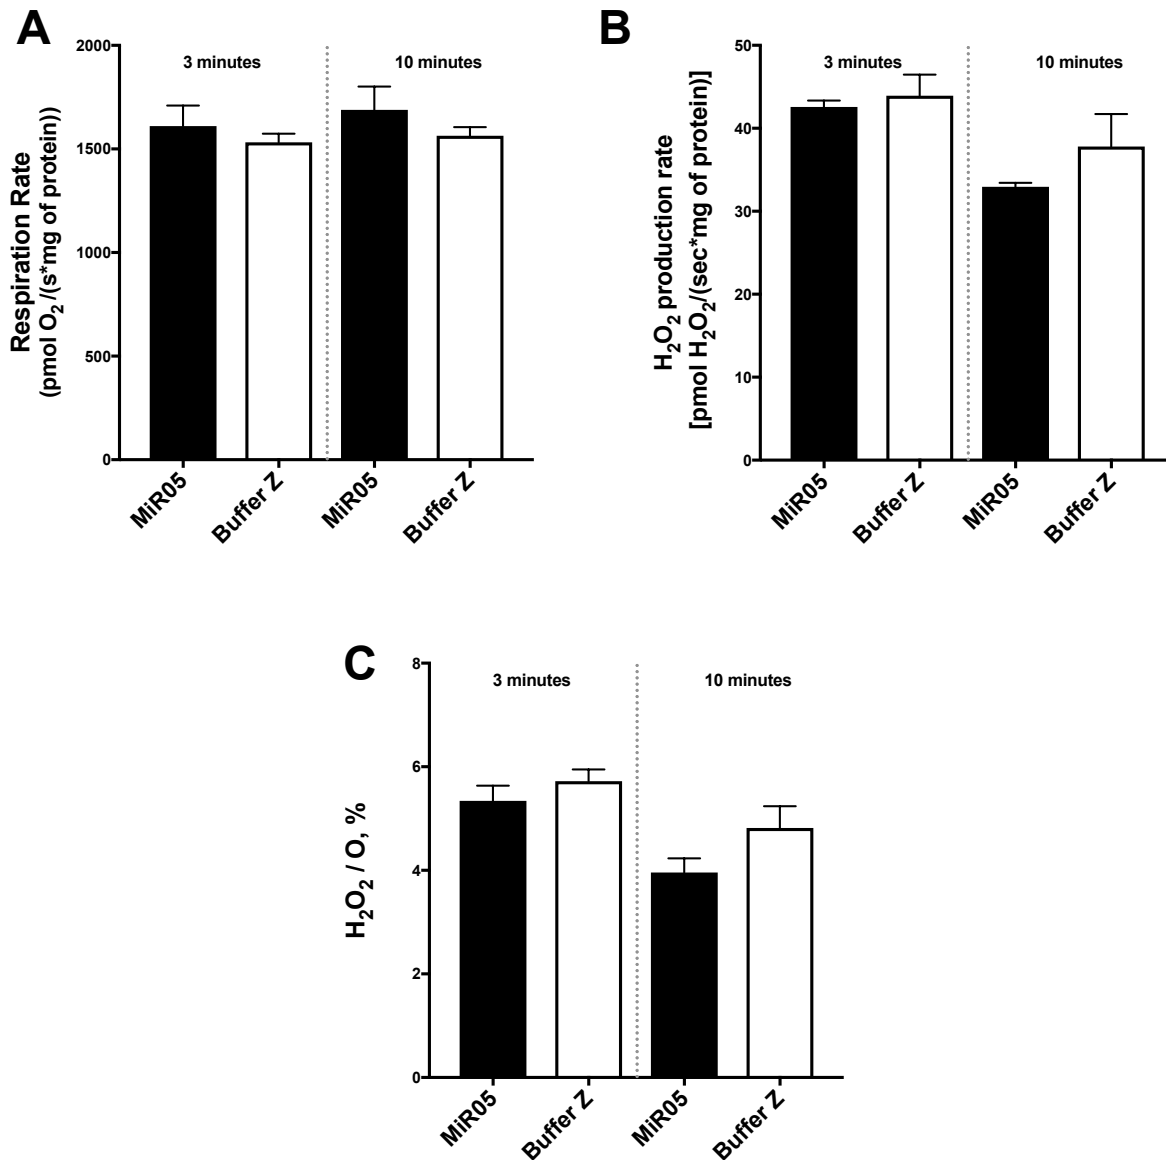 A
Respiration Rate
(pmol O₂ /(s*mg of protein))
2000
1500
1000
500
0
3 minutes
10 minutes
MiR05
Buffer Z
MiR05
Buffer Z
B
H₂O₂ production rate
[pmol H₂O₂/(sec*mg of protein)]
50
40
30
20
10
0
3 minutes
10 minutes
MiR05
Buffer Z
MiR05
Buffer Z
C
H₂O₂ / O, %
8
6
4
2
0
3 minutes
10 minutes
MiR05
Buffer Z
MiR05
Buffer Z